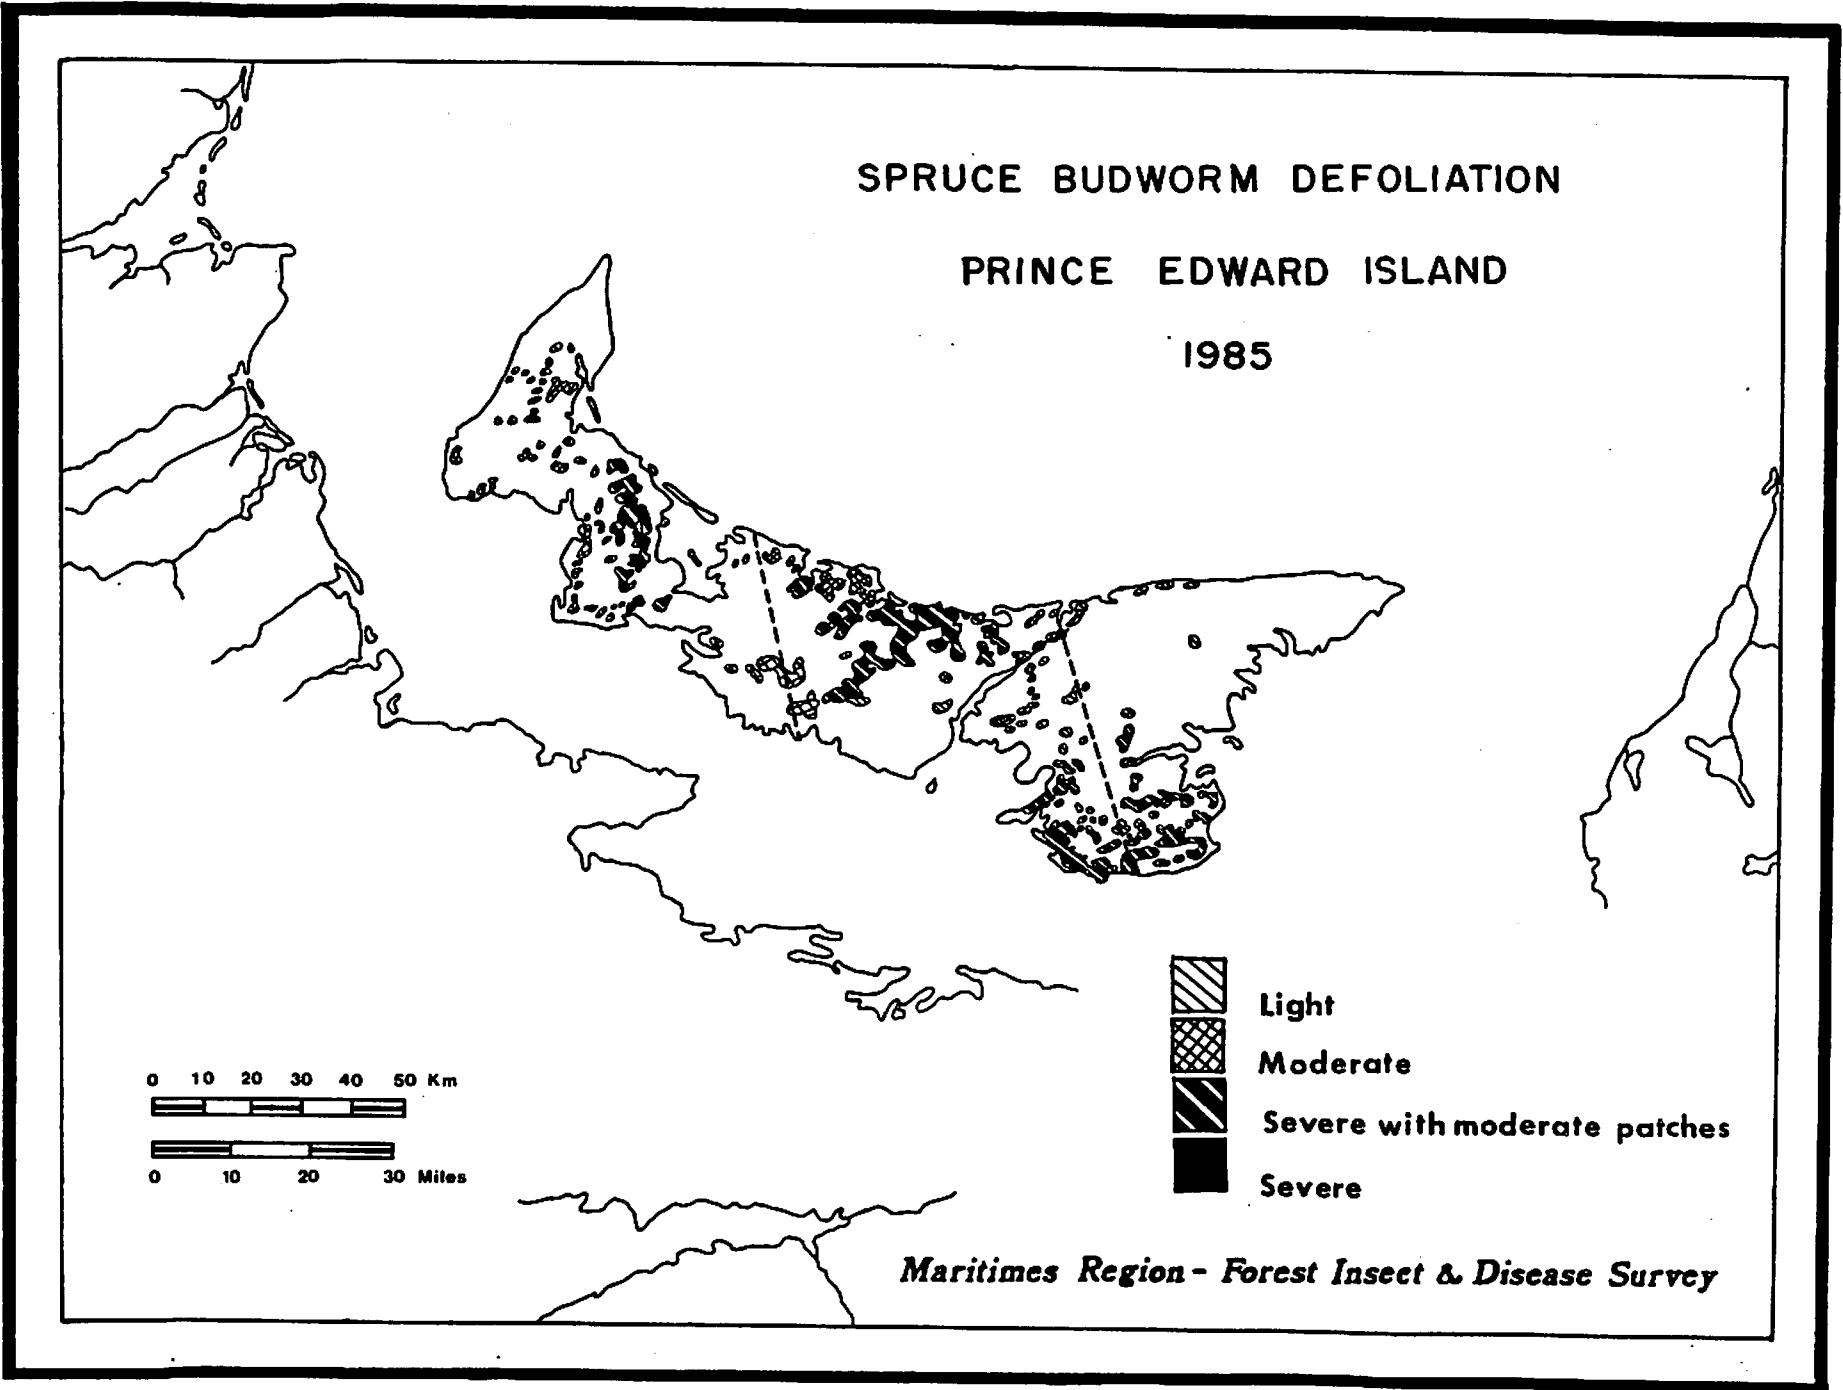 SPRUCE BUDWORM DEFOLIATION
PRINCE EDWARD ISLAND
1985
Light
Moderate
Severe with moderate patches
Severe
0 10 20 30 40 50 Km
0 10 20 30 Miles
Maritimes Region - Forest Insect & Disease Survey